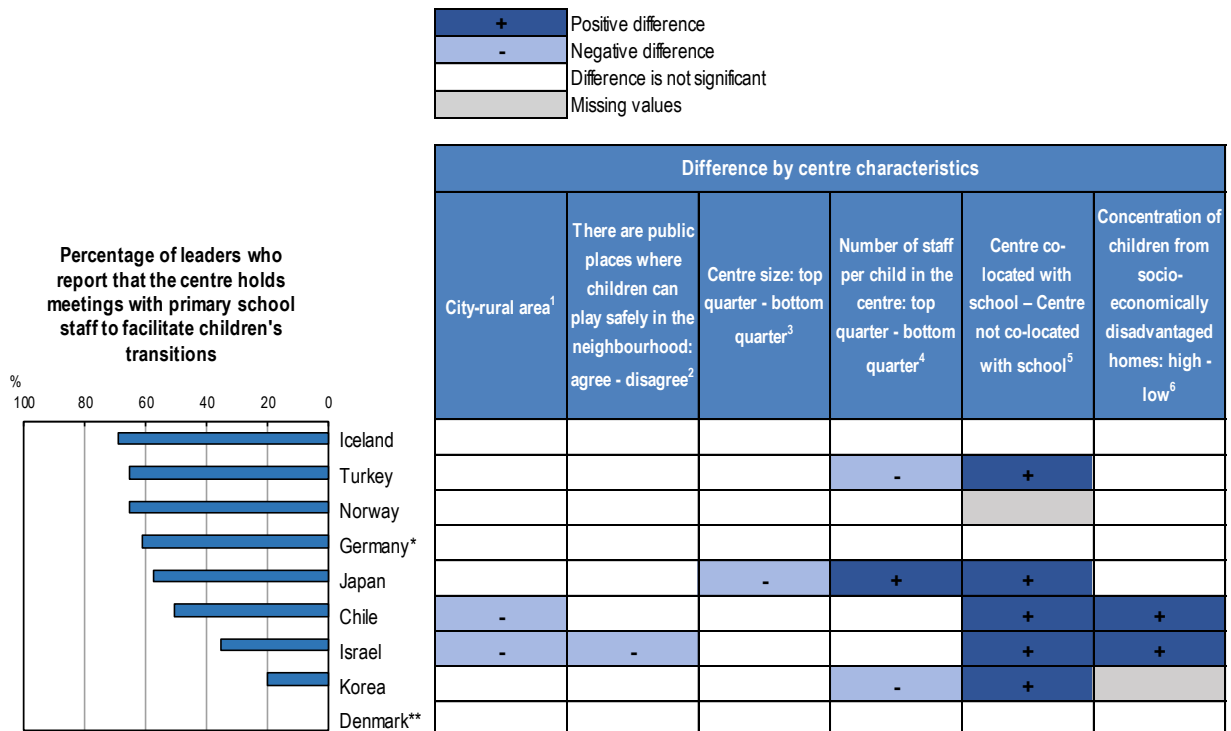 + Positive difference
- Negative difference
Difference is not significant
Missing values
Percentage of leaders who
report that the centre holds
meetings with primary school
staff to facilitate children's
transitions
%
100 80 60 40 20 0
Difference by centre characteristics
City-rural area1
There are public
places where
children can
play safely in the
neighbourhood:
agree - disagree2
Centre size: top
quarter - bottom
quarter3
Number of staff
per child in the
centre: top
quarter - bottom
quarter4
Centre co-
located with
school – Centre
not co-located
with school5
Concentration of
children from
socio-
economically
disadvantaged
homes: high -
low6
Iceland
Turkey - +
Norway
Germany*
Japan - + +
Chile - + +
Israel - - + +
Korea - +
Denmark**